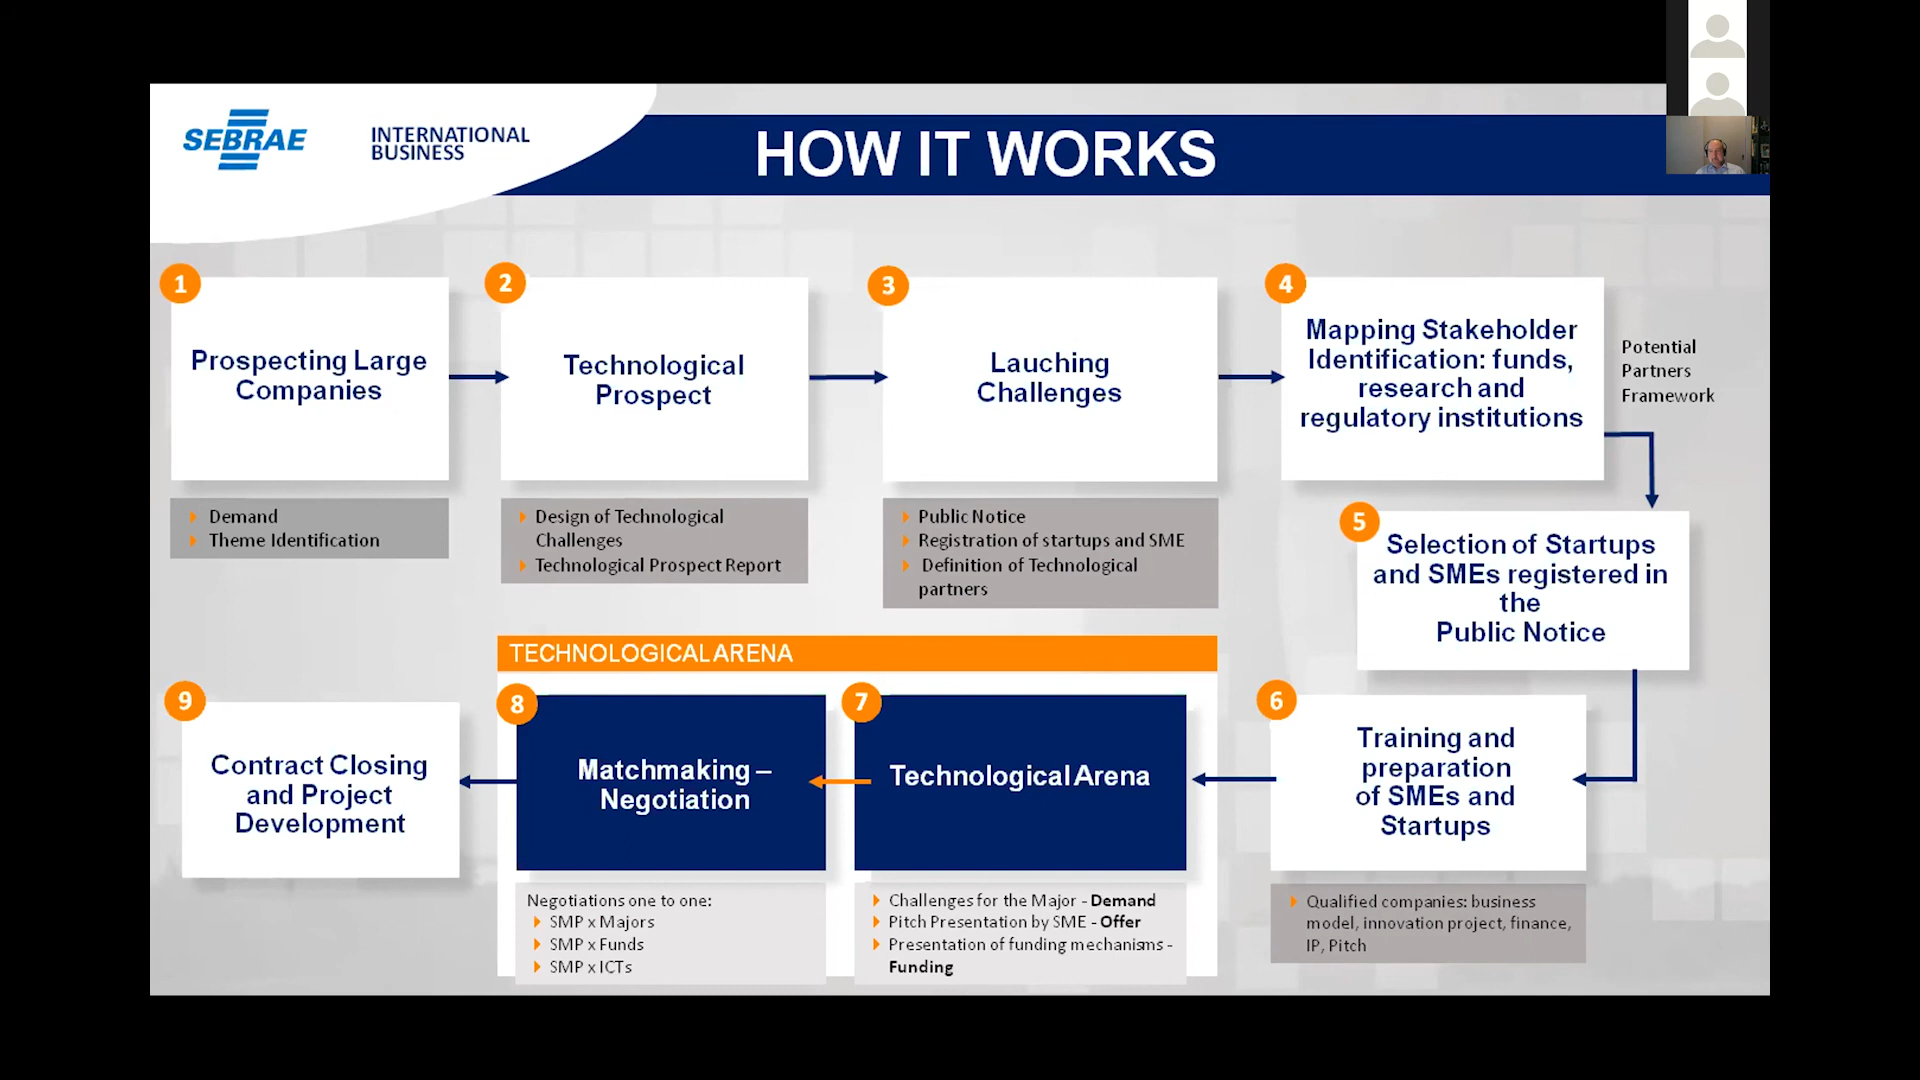 SEBRAE
INTERNATIONAL
BUSINESS
HOW IT WORKS
1
Prospecting Large
Companies
Demand
Theme Identification
2
Technological
Prospect
Design of Technological
Challenges
Technological Prospect Report
3
Lauching
Challenges
Public Notice
Registration of startups and SME
Definition of Technological
partners
4
Mapping Stakeholder
Identification: funds,
research and
regulatory institutions
Potential
Partners
Framework
5
Selection of Startups
and SMEs registered in
the
Public Notice
6
Training and
preparation
of SMEs and
Startups
Qualified companies: business
model, innovation project, finance,
IP, Pitch
TECHNOLOGICAL ARENA
7
Technological Arena
Challenges for the Major - Demand
Pitch Presentation by SME - Offer
Presentation of funding mechanisms -
Funding
8
Matchmaking –
Negotiation
Negotiations one to one:
SMP x Majors
SMP x Funds
SMP x ICTs
9
Contract Closing
and Project
Development